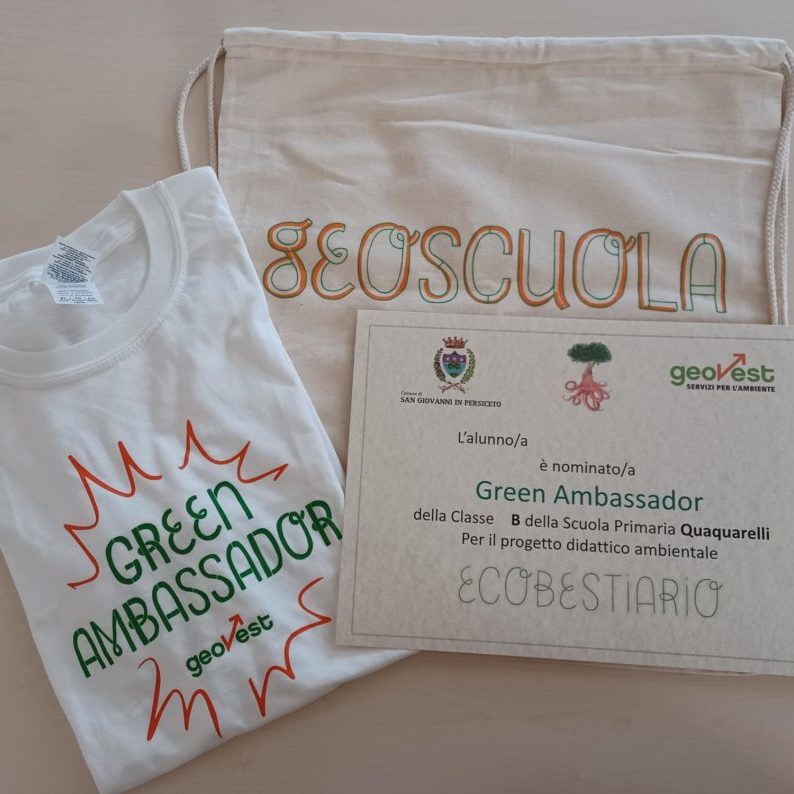 GEOSCUOLA
GREEN
AMBASSADOR
geovest
Comune di
SAN GIOVANNI IN PERSICETO
geovest
SERVIZI PER L'AMBIENTE
L'alunno/a
è nominato/a
Green Ambassador
della Classe B della Scuola Primaria Quaquarelli
Per il progetto didattico ambientale
ECOBESTiARiO